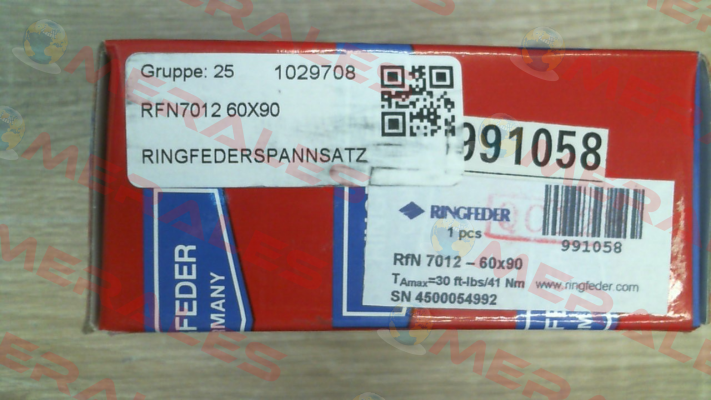 Gruppe: 25 1029708
RFN7012 60X90
RINGFEDERSPANNSATZ
991058
RINGFEDER
1 pcs
991058
RfN 7012 – 60x90
TAmax=30 ft-lbs/41 Nm www.ringfeder.com
SN 4500054992
FEDER
MANY
MERALES